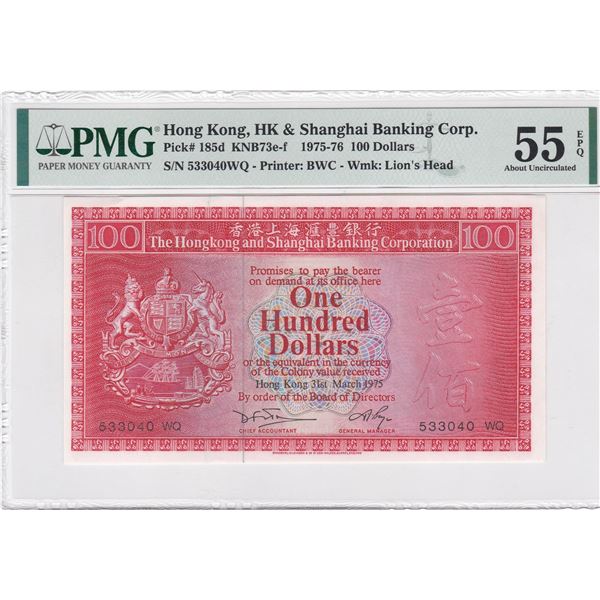 PMG
PAPER MONEY GUARANTY
Hong Kong, HK & Shanghai Banking Corp.
Pick# 185d KNB73e-f 1975-76 100 Dollars
S/N 533040WQ - Printer: BWC - Wmk: Lion's Head
55 EPQ
About Uncirculated
100 香港上海滙豐銀行 100
The Hongkong and Shanghai Banking Corporation
Promises to pay the bearer
on demand at its office here
One
Hundred
Dollars
or the equivalent in the currency
of the Colony value received
Hong Kong 31st March 1975
By order of the Board of Directors
壹佰
533040 WQ
CHIEF ACCOUNTANT
GENERAL MANAGER
533040 WQ